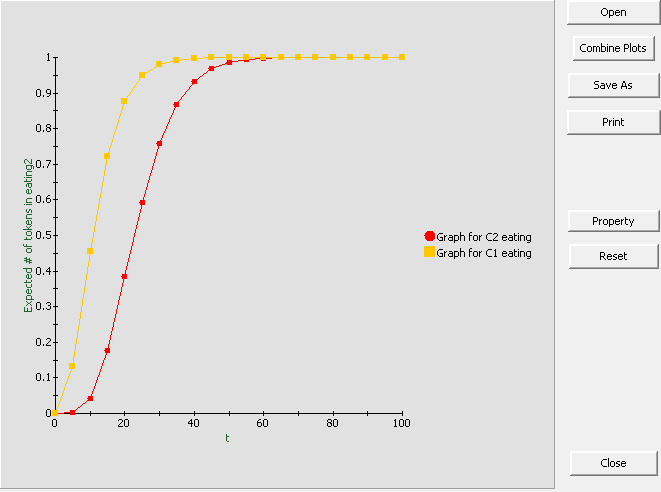 Open
Combine Plots
Save As
Print
Property
Reset
Close
Expected # of tokens in eating2
1
0.9
0.8
0.7
0.6
0.5
0.4
0.3
0.2
0.1
0
0 20 40 60 80 100
t
Graph for C2 eating
Graph for C1 eating